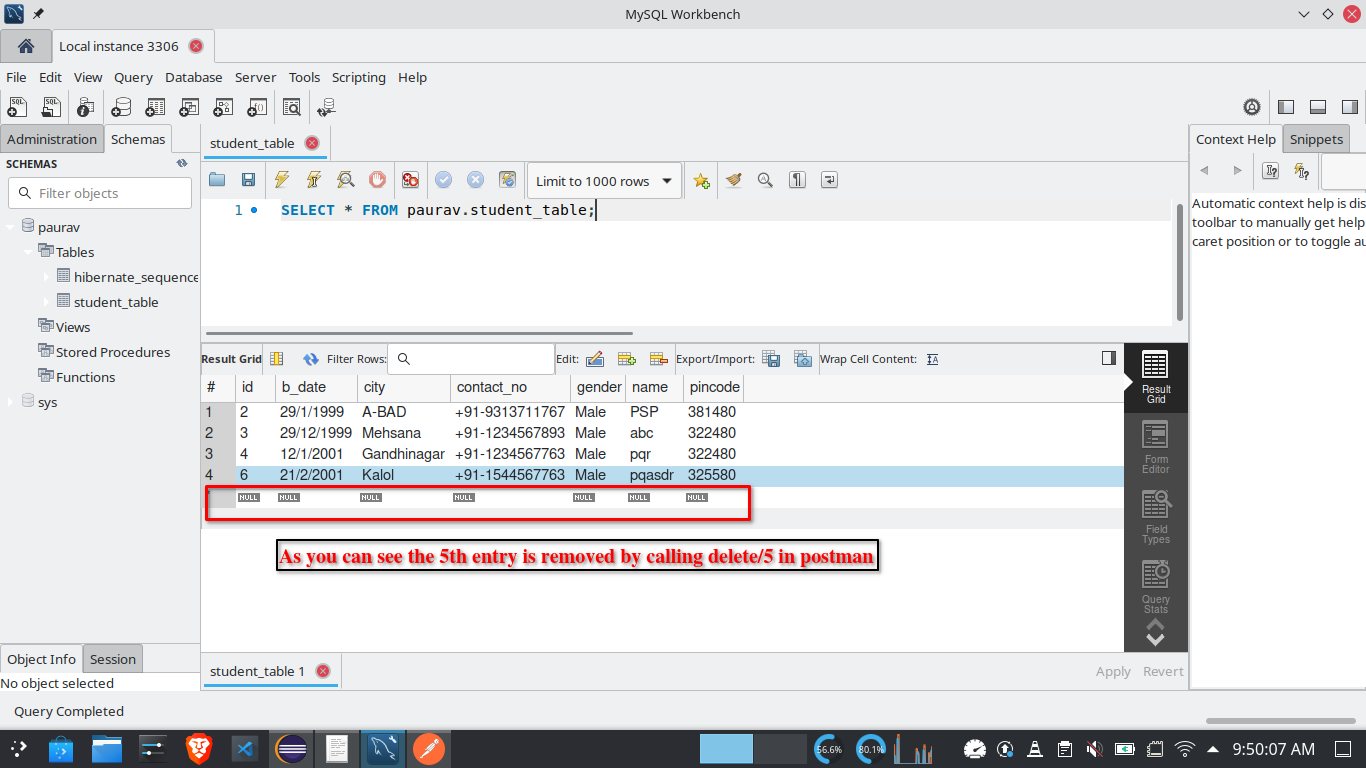 MySQL Workbench
Local instance 3306
File Edit View Query Database Server Tools Scripting Help
Administration Schemas
SCHEMAS
Filter objects
paurav
Tables
hibernate_sequence
student_table
Views
Stored Procedures
Functions
sys
Object Info Session
No object selected
student_table
Limit to 1000 rows
1 SELECT * FROM paurav.student_table;
Result Grid Filter Rows: Edit: Export/Import: Wrap Cell Content:
# id b_date city contact_no gender name pincode
1 2 29/1/1999 A-BAD +91-9313711767 Male PSP 381480
2 3 29/12/1999 Mehsana +91-1234567893 Male abc 322480
3 4 12/1/2001 Gandhinagar +91-1234567763 Male pqr 322480
4 6 21/2/2001 Kalol +91-1544567763 Male pqasdr 325580
NULL NULL NULL NULL NULL NULL NULL
As you can see the 5th entry is removed by calling delete/5 in postman
Result
Grid
Form
Editor
Field
Types
Query
Stats
student_table 1
Apply Revert
Context Help Snippets
Automatic context help is dis
toolbar to manually get help
caret position or to toggle au
Query Completed
56.6% 80.1% 9:50:07 AM